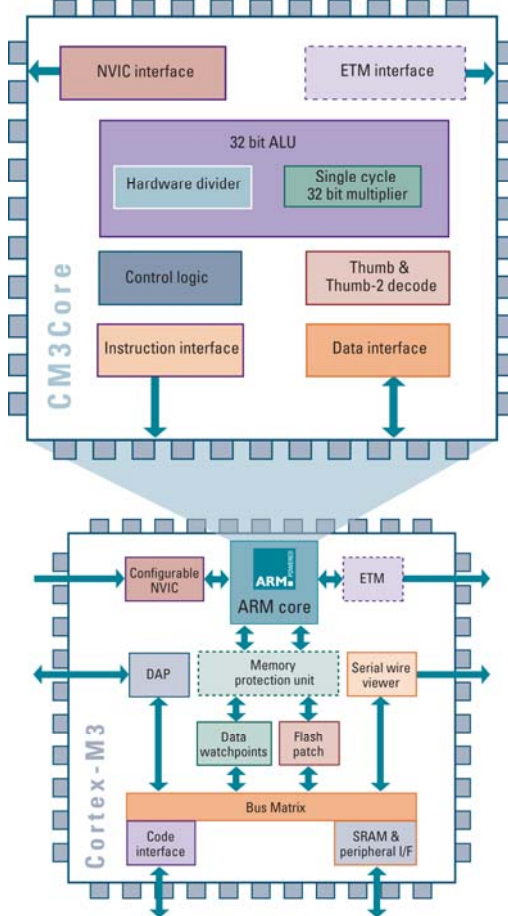 NVIC interface
ETM interface
32 bit ALU
Hardware divider
Single cycle
32 bit multiplier
Control logic
Thumb &
Thumb-2 decode
Instruction interface
Data interface
CM3Core
Configurable
NVIC
ARM
POWERED
ARM core
ETM
DAP
Memory
protection unit
Serial wire
viewer
Data
watchpoints
Flash
patch
Bus Matrix
Code
interface
SRAM &
peripheral I/F
Cortex-M3